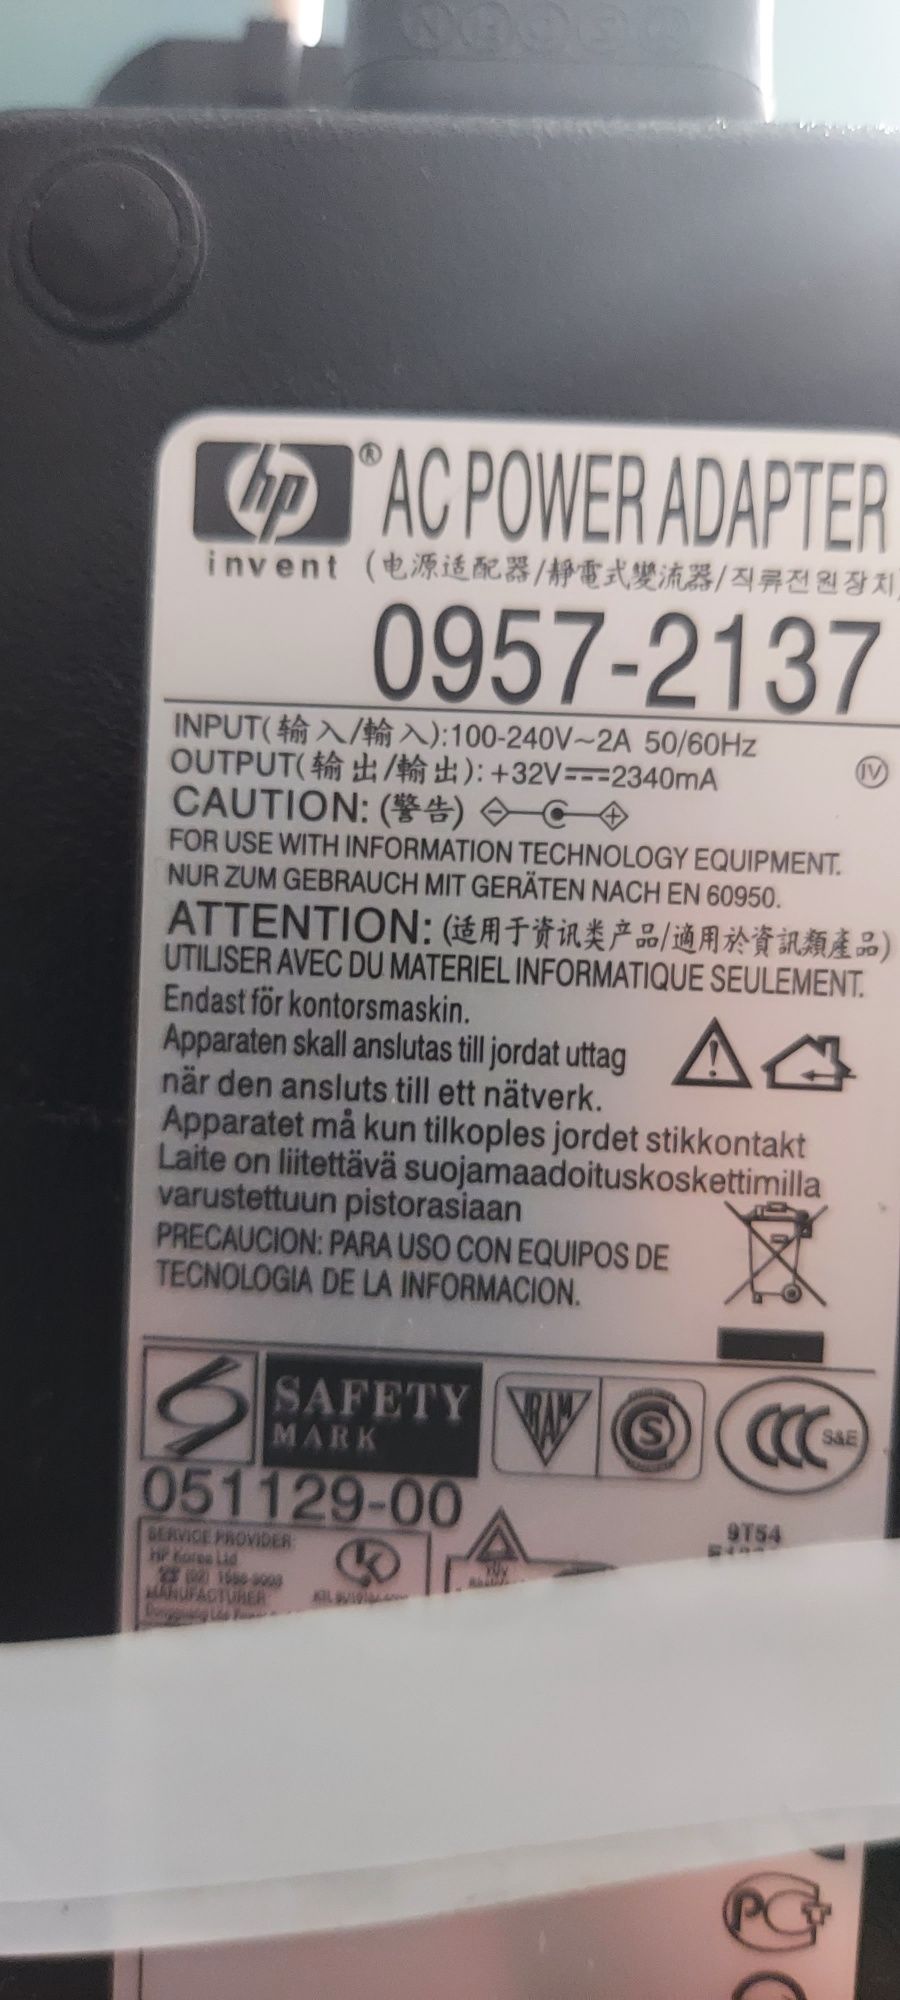 hp
invent
® AC POWER ADAPTER
(电源适配器/靜電式變流器/직류전원장치)
0957-2137
INPUT(输入/輸入):100-240V~2A 50/60Hz
OUTPUT(输出/輸出): +32V⎓2340mA
IV
CAUTION: (警告)
FOR USE WITH INFORMATION TECHNOLOGY EQUIPMENT.
NUR ZUM GEBRAUCH MIT GERÄTEN NACH EN 60950.
ATTENTION: (适用于资讯类产品/適用於資訊類產品)
UTILISER AVEC DU MATERIEL INFORMATIQUE SEULEMENT.
Endast för kontorsmaskin.
Apparaten skall anslutas till jordat uttag
när den ansluts till ett nätverk.
Apparatet må kun tilkoples jordet stikkontakt
Laite on liitettävä suojamaadoituskoskettimilla
varustettuun pistorasiaan
PRECAUCION: PARA USO CON EQUIPOS DE
TECNOLOGIA DE LA INFORMACION.
SAFETY
MARK
IRAM
S
CCC S&E
051129-00
SERVICE PROVIDER:
HP Korea Ltd
MANUFACTURER:
9T54